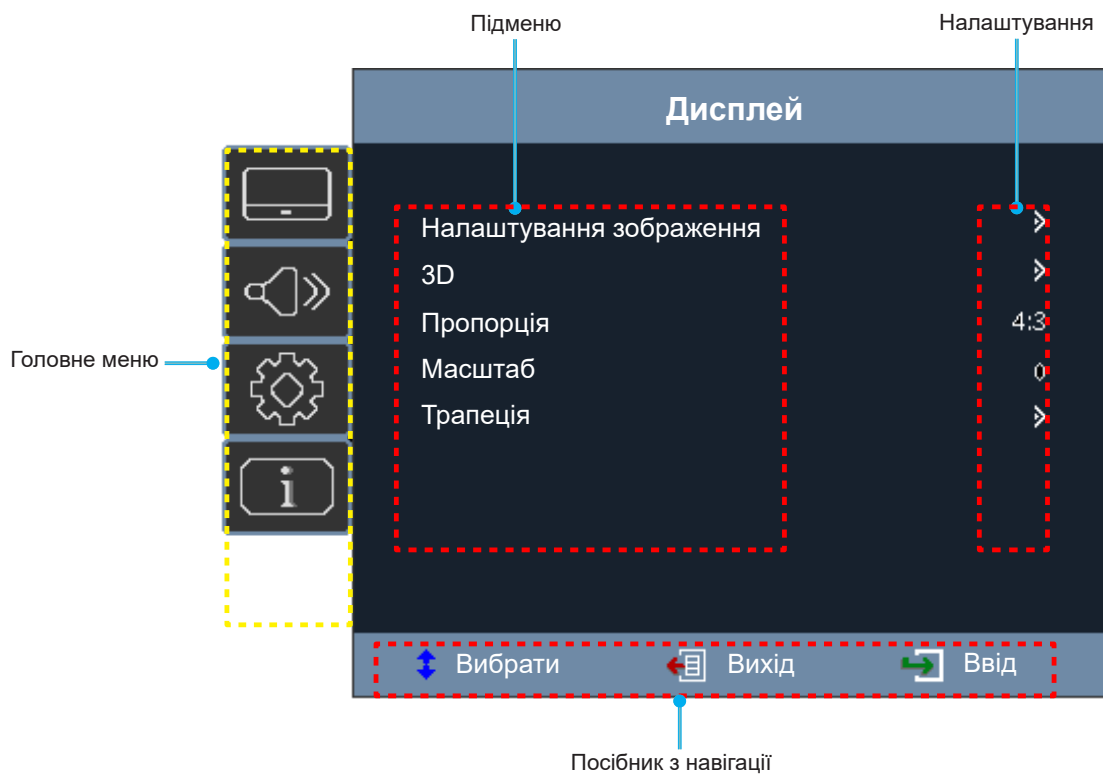 Підменю
Налаштування
Дисплей
Налаштування зображення
3D
Пропорція 4:3
Масштаб 0
Трапеція
Головне меню
i
Вибрати Вихід Ввід
Посібник з навігації